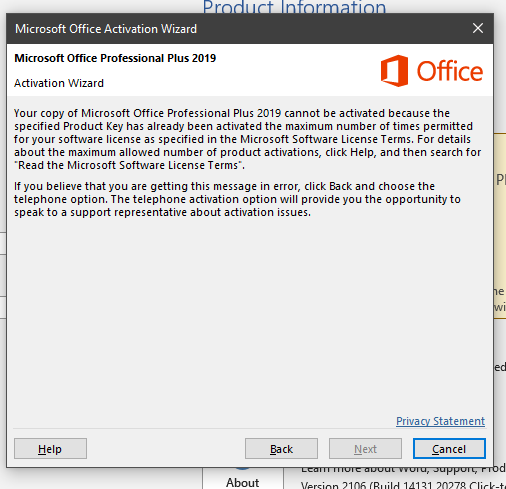 Product Information
Microsoft Office Activation Wizard
Microsoft Office Professional Plus 2019
Activation Wizard
Office
Your copy of Microsoft Office Professional Plus 2019 cannot be activated because the
specified Product Key has already been activated the maximum number of times permitted
for your software license as specified in the Microsoft Software License Terms. For details
about the maximum allowed number of product activations, click Help, and then search for
"Read the Microsoft Software License Terms".
If you believe that you are getting this message in error, click Back and choose the
telephone option. The telephone activation option will provide you the opportunity to
speak to a support representative about activation issues.
Privacy Statement
Help
Back
Next
Cancel
About
Learn more about Word, Support, Prod
Version 2106 (Build 14131.20278 Click-t